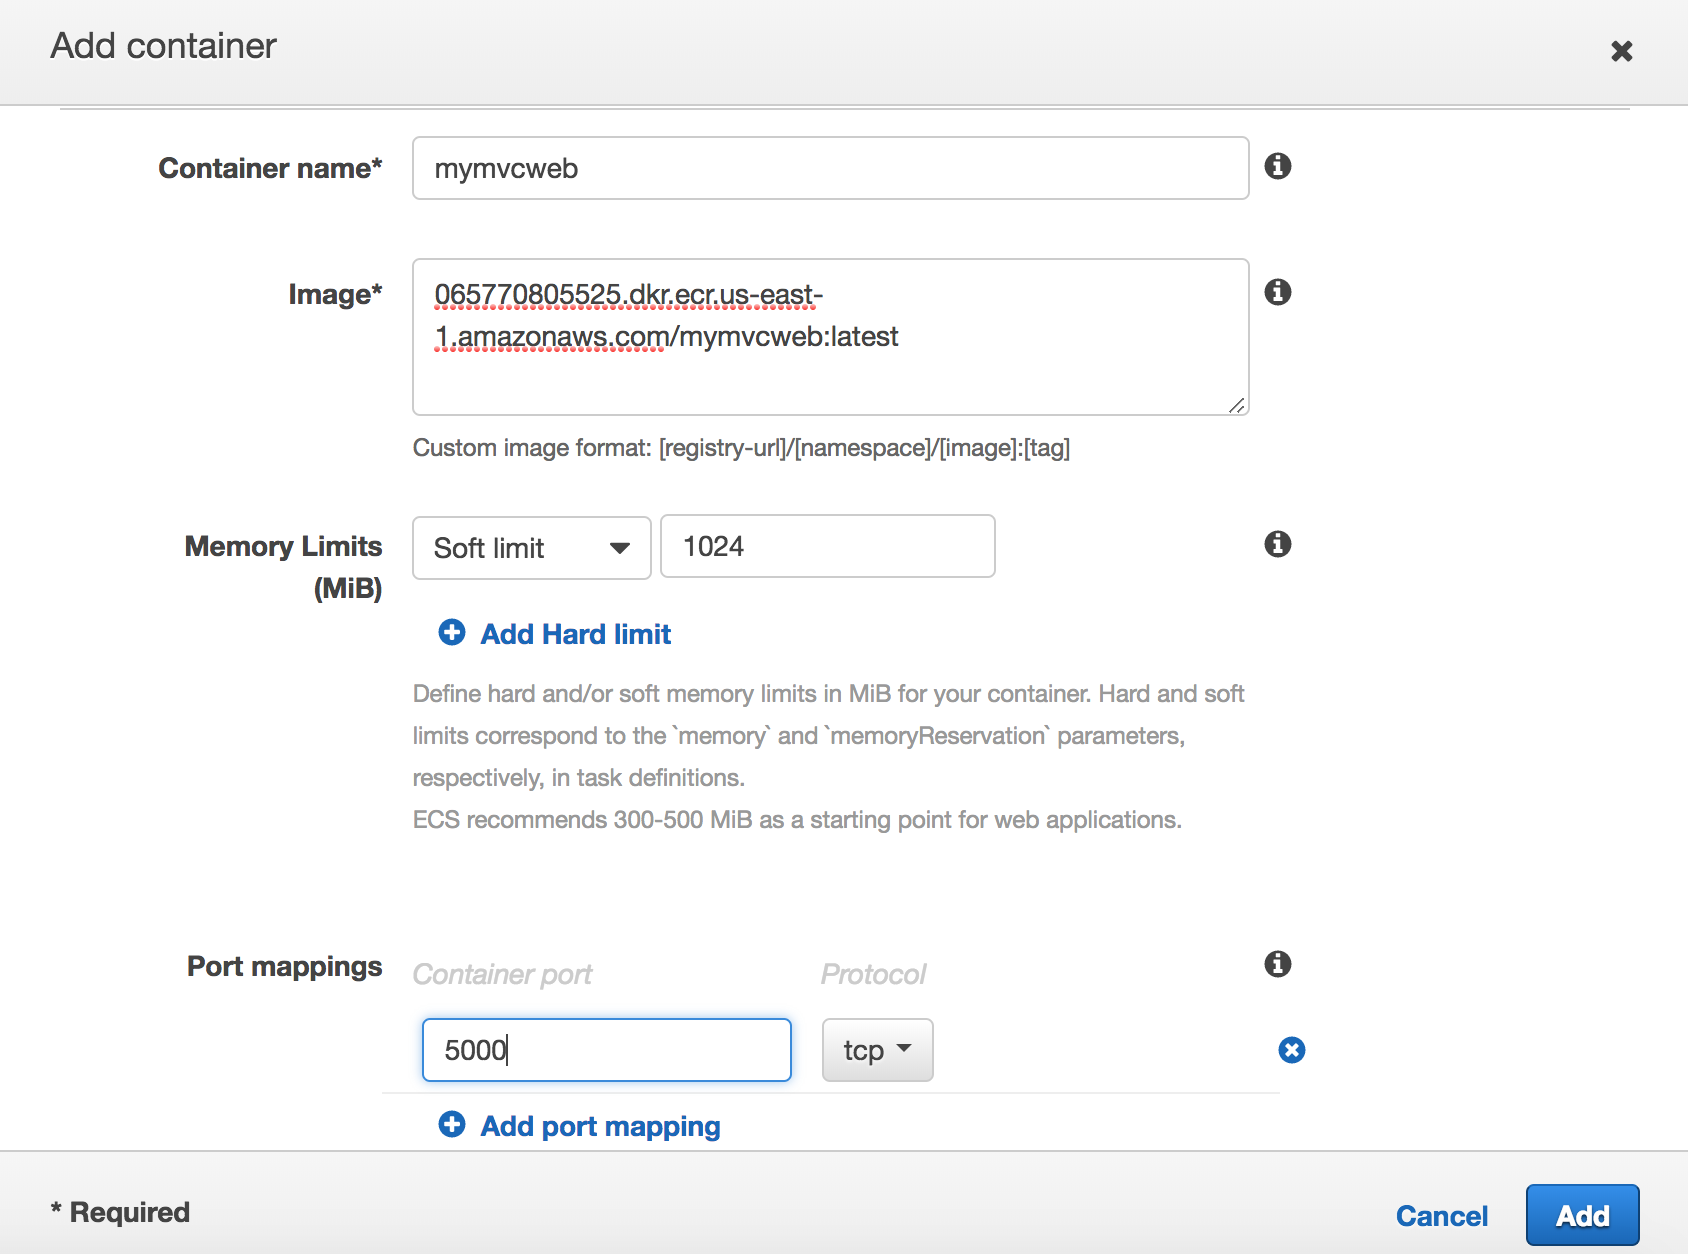 Add container
Container name*
mymvcweb
Image*
065770805525.dkr.ecr.us-east-
1.amazonaws.com/mymvcweb:latest
Custom image format: [registry-url]/[namespace]/[image]:[tag]
Memory Limits
(MiB)
Soft limit
1024
Add Hard limit
Define hard and/or soft memory limits in MiB for your container. Hard and soft
limits correspond to the `memory` and `memoryReservation` parameters,
respectively, in task definitions.
ECS recommends 300-500 MiB as a starting point for web applications.
Port mappings
Container port
Protocol
5000
tcp
Add port mapping
* Required
Cancel
Add